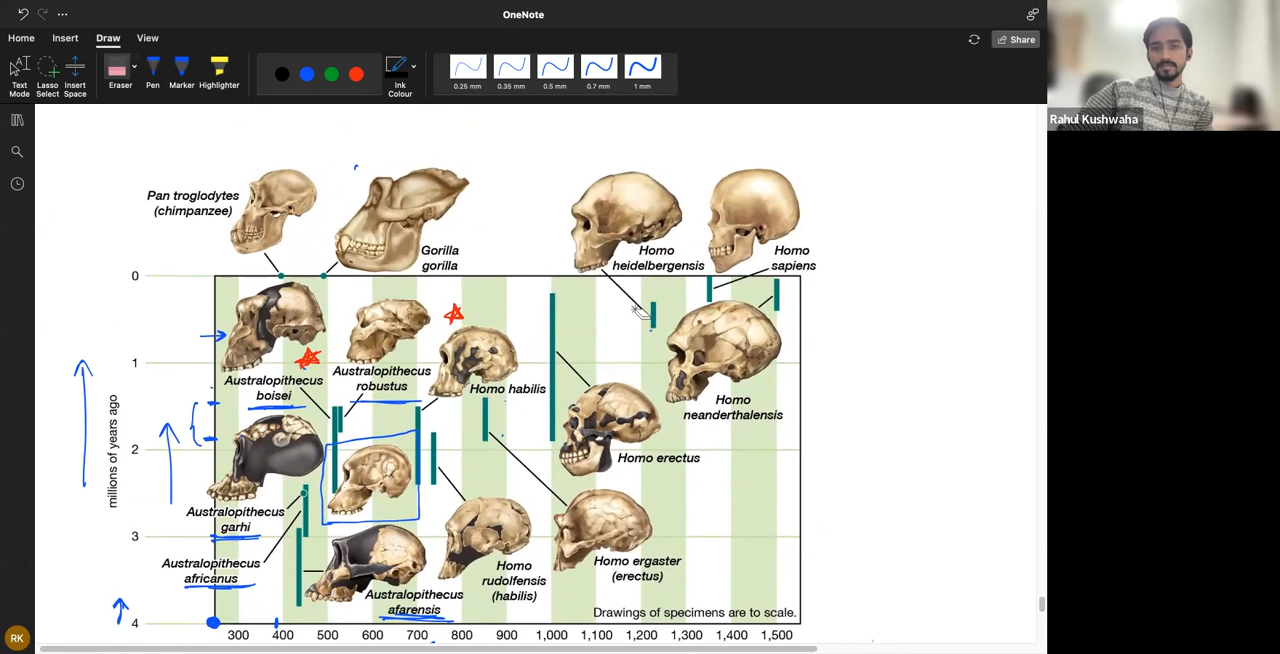 OneNote
Home Insert Draw View
Share
Text Mode
Lasso Select
Insert Space
Eraser
Pen
Marker
Highlighter
Ink Colour
0.25 mm
0.35 mm
0.5 mm
0.7 mm
1 mm
Rahul Kushwaha
Pan troglodytes
(chimpanzee)
Gorilla
gorilla
Homo
heidelbergensis
Homo
sapiens
0
1
2
3
4
millions of years ago
Australopithecus
boisei
Australopithecus
robustus
Homo habilis
Homo
neanderthalensis
Homo erectus
Australopithecus
garhi
Australopithecus
africanus
Australopithecus
afarensis
Homo
rudolfensis
(habilis)
Homo ergaster
(erectus)
Drawings of specimens are to scale.
300 400 500 600 700 800 900 1,000 1,100 1,200 1,300 1,400 1,500
RK